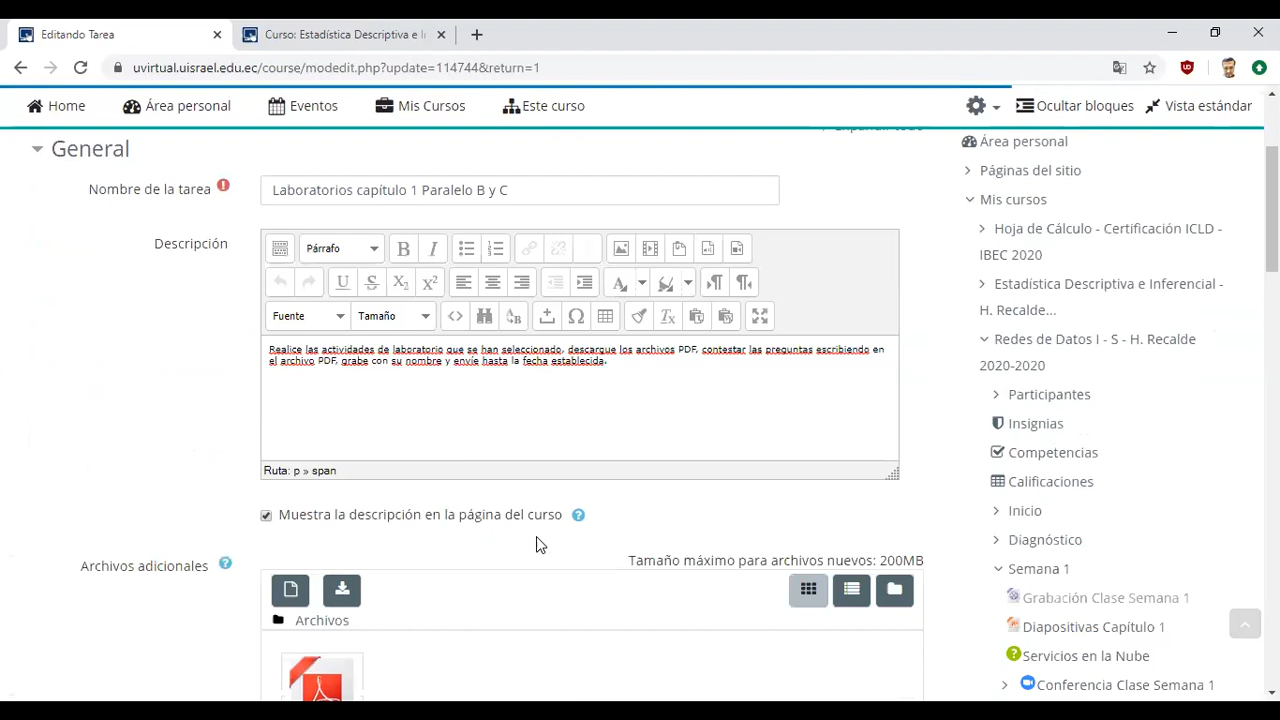 Editando Tarea
Curso: Estadística Descriptiva e I
uvirtual.uisrael.edu.ec/course/modedit.php?update=114744&return=1
Home Área personal Eventos Mis Cursos Este curso Ocultar bloques Vista estándar
General
Nombre de la tarea
Laboratorios capítulo 1 Paralelo B y C
Descripción
Párrafo
Fuente Tamaño
Realice las actividades de laboratorio que se han seleccionado, descargue los archivos PDF, contestar las preguntas escribiendo en
el archivo PDF, grabe con su nombre y envíe hasta la fecha establecida.
Ruta: p » span
Muestra la descripción en la página del curso
Archivos adicionales
Tamaño máximo para archivos nuevos: 200MB
Archivos
Área personal
Páginas del sitio
Mis cursos
Hoja de Cálculo - Certificación ICLD -
IBEC 2020
Estadística Descriptiva e Inferencial -
H. Recalde...
Redes de Datos I - S - H. Recalde
2020-2020
Participantes
Insignias
Competencias
Calificaciones
Inicio
Diagnóstico
Semana 1
Grabación Clase Semana 1
Diapositivas Capítulo 1
Servicios en la Nube
Conferencia Clase Semana 1